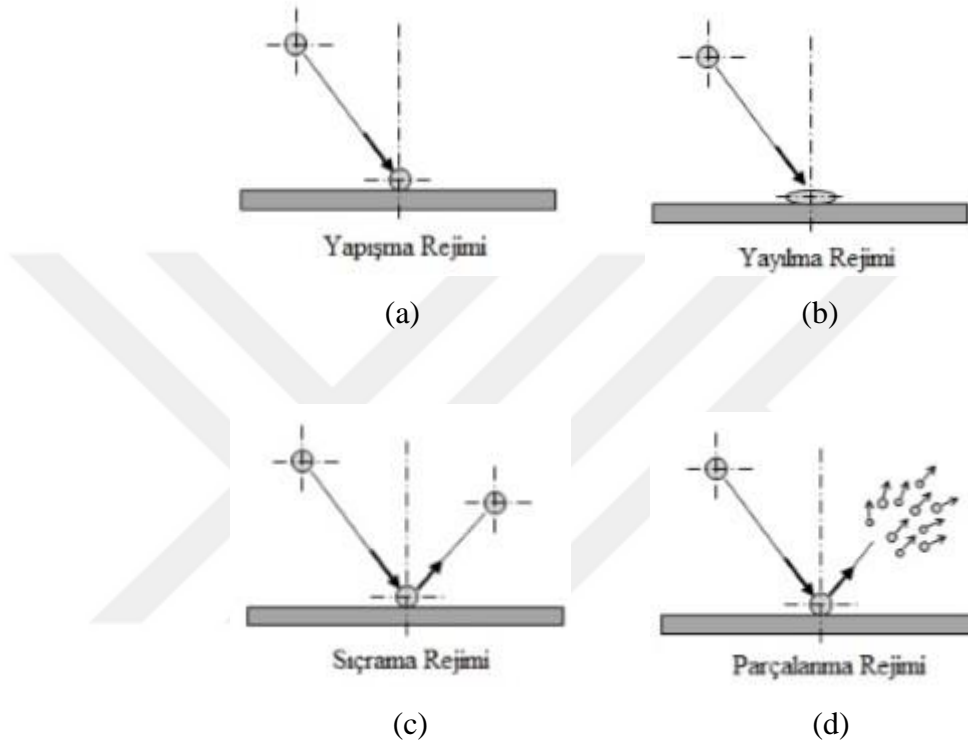 Yapışma Rejimi
(a)
Yayılma Rejimi
(b)
Sıçrama Rejimi
(c)
Parçalanma Rejimi
(d)